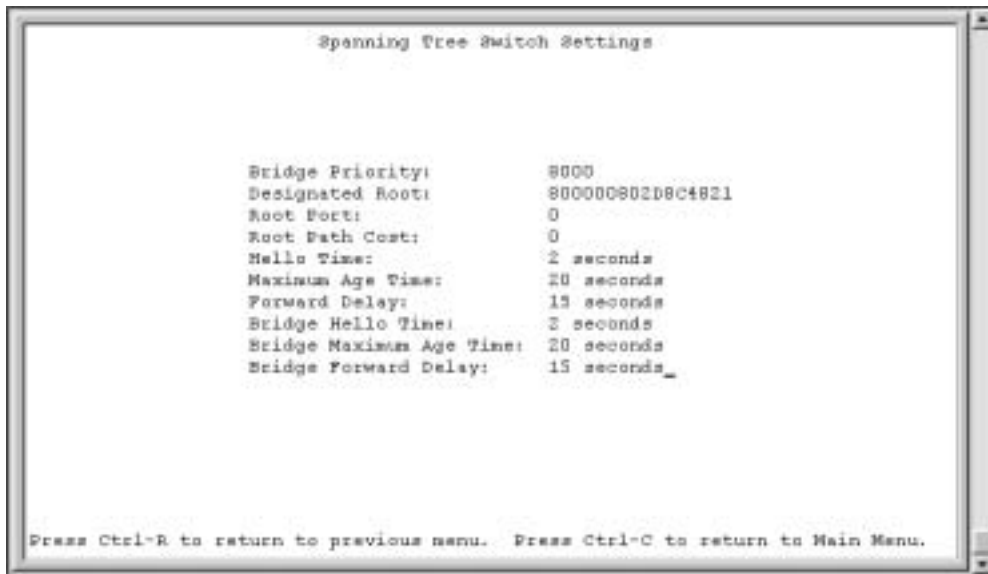 Spanning Tree Switch Settings
Bridge Priority: 8000
Designated Root: 800000802D8C4821
Root Port: 0
Root Path Cost: 0
Hello Time: 2 seconds
Maximum Age Time: 20 seconds
Forward Delay: 15 seconds
Bridge Hello Time: 2 seconds
Bridge Maximum Age Time: 20 seconds
Bridge Forward Delay: 15 seconds_
Press Ctrl-R to return to previous menu. Press Ctrl-C to return to Main Menu.